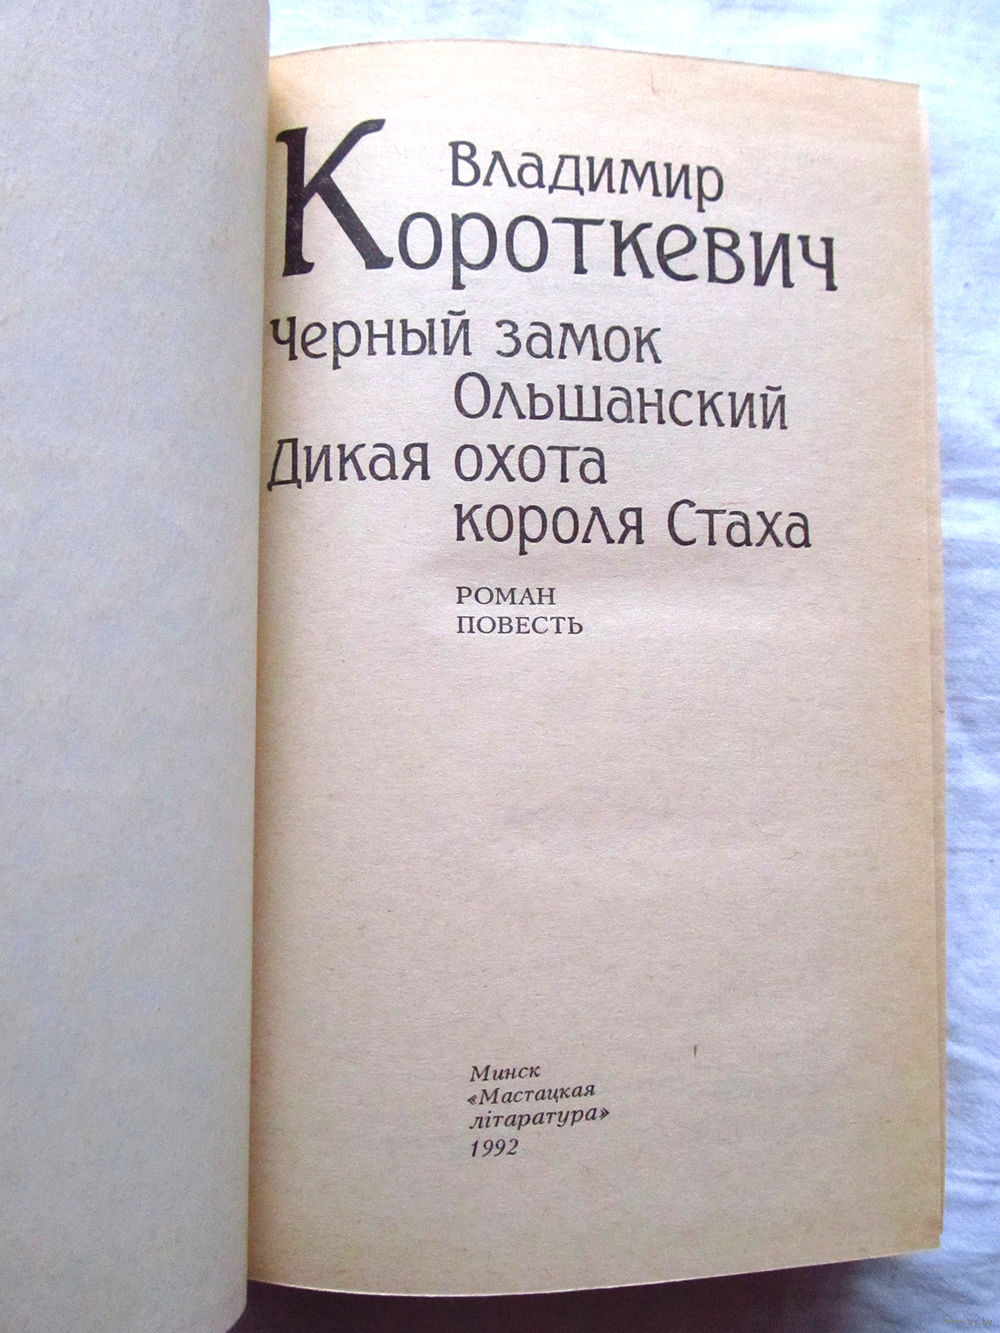 Владимир
Короткевич
Черный замок
Ольшанский
Дикая охота
короля Стаха
РОМАН
ПОВЕСТЬ
Минск
«Мастацкая
літаратура»
1992